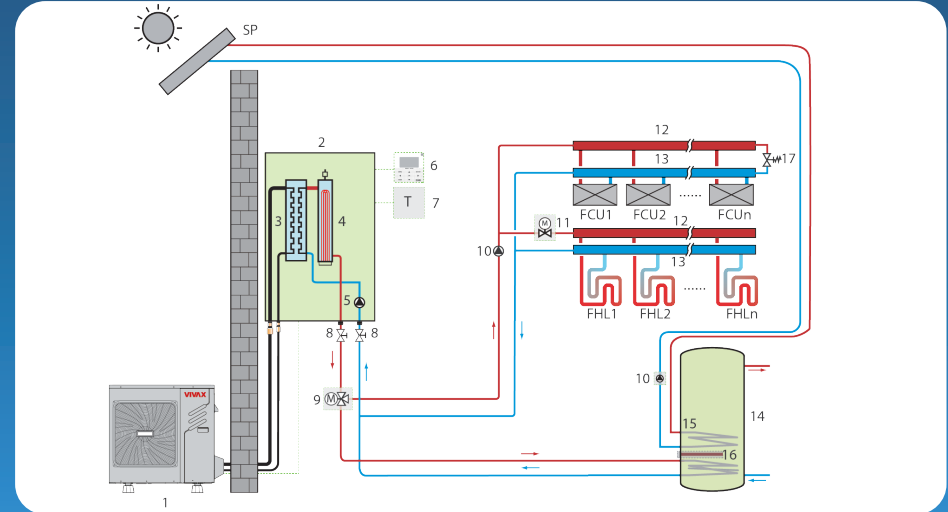 SP
12
2
13
17
6
3
4
T
7
FCU1
FCU2
......
FCUn
M
11
12
10
13
5
......
8
8
FHL1
FHL2
FHLn
10
VIVAX
9
M
15
14
16
1